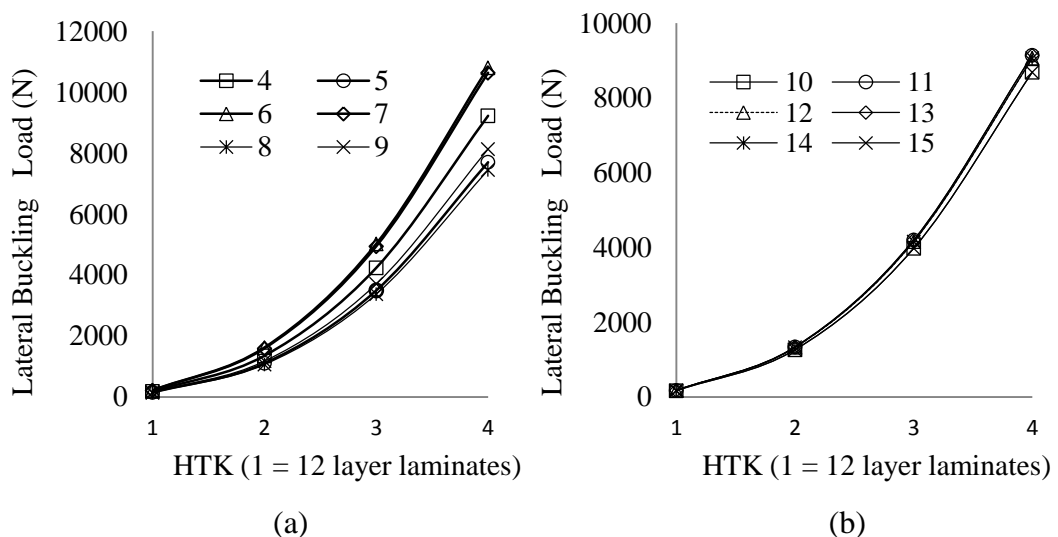 12000
10000
8000
6000
4000
2000
0
Lateral Buckling Load (N)
4 5
6 7
8 9
1 2 3 4
HTK (1 = 12 layer laminates)
(a)
10000
8000
6000
4000
2000
0
Lateral Buckling Load (N)
10 11
12 13
14 15
1 2 3 4
HTK (1 = 12 layer laminates)
(b)